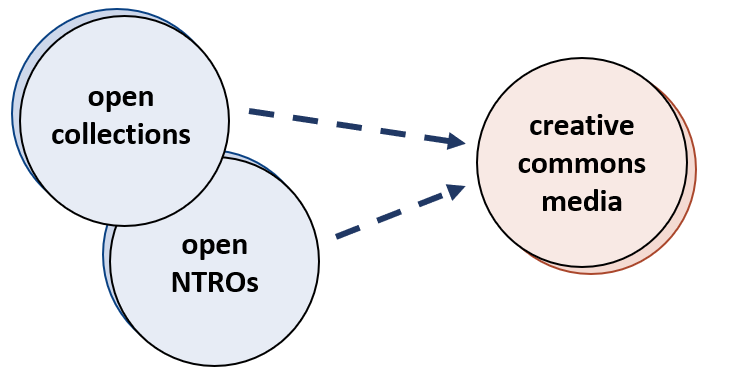 open
collections
open
NTROs
creative
commons
media